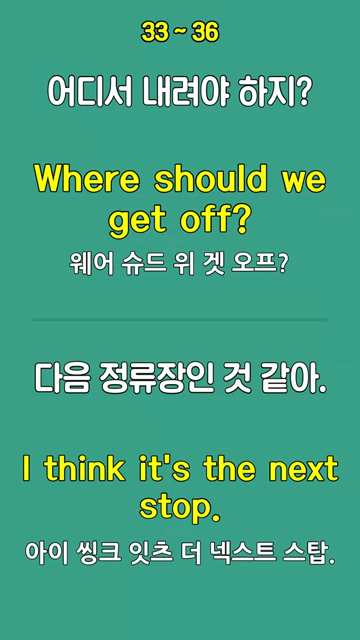 33 ~ 36
어디서 내려야 하지?
Where should we
get off?
웨어 슈드 위 겟 오프?
다음 정류장인 것 같아.
I think it's the next
stop.
아이 씽크 잇츠 더 넥스트 스탑.